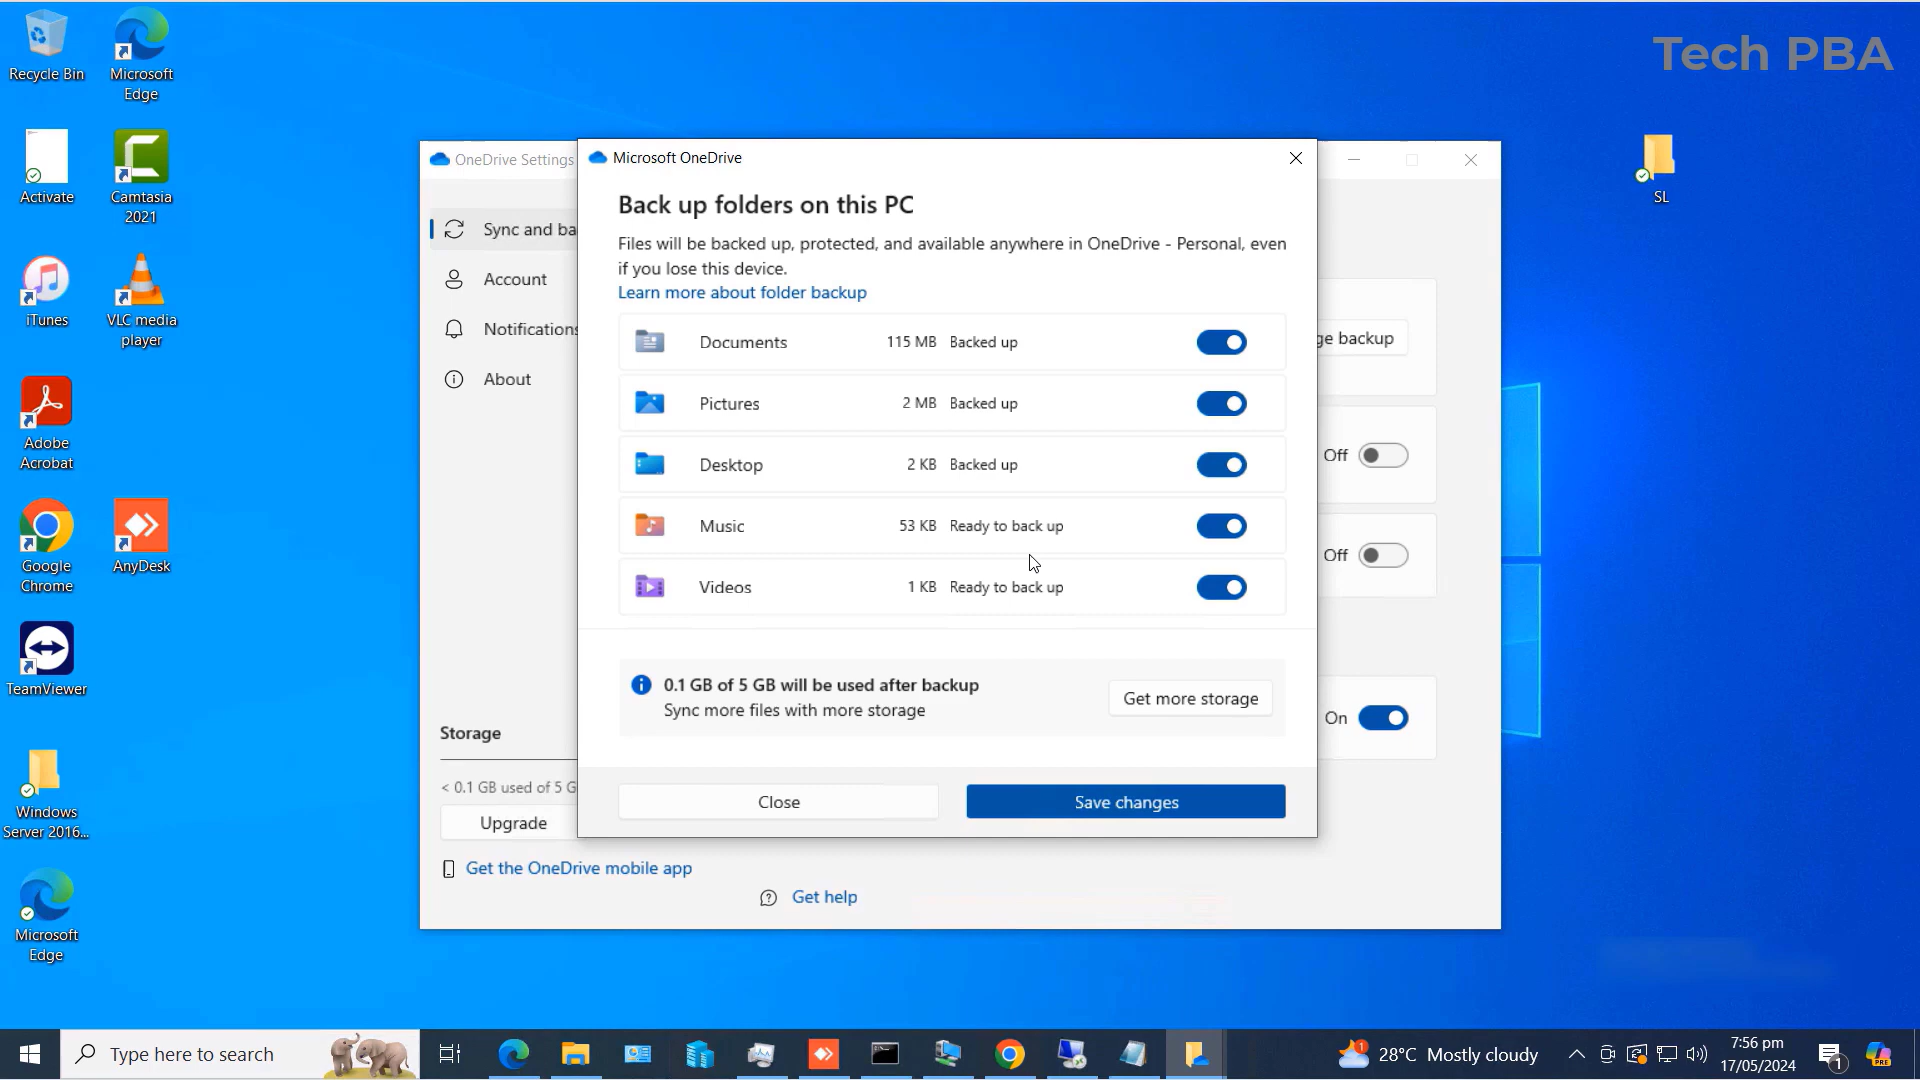 Tech PBA
Recycle Bin
Microsoft
Edge
Activate
Camtasia
2021
iTunes
VLC media
player
Adobe
Acrobat
Google
Chrome
AnyDesk
TeamViewer
Windows
Server 2016...
Microsoft
Edge
SL
OneDrive Settings
Sync and ba
Account
Notifications
About
Storage
< 0.1 GB used of 5 G
Upgrade
Get the OneDrive mobile app
Get help
ge backup
Off
Off
On
Microsoft OneDrive
Back up folders on this PC
Files will be backed up, protected, and available anywhere in OneDrive - Personal, even
if you lose this device.
Learn more about folder backup
Documents 115 MB Backed up
Pictures 2 MB Backed up
Desktop 2 KB Backed up
Music 53 KB Ready to back up
Videos 1 KB Ready to back up
0.1 GB of 5 GB will be used after backup
Sync more files with more storage
Get more storage
Close
Save changes
Type here to search
1
28°C Mostly cloudy
7:56 pm
17/05/2024
1
PRE